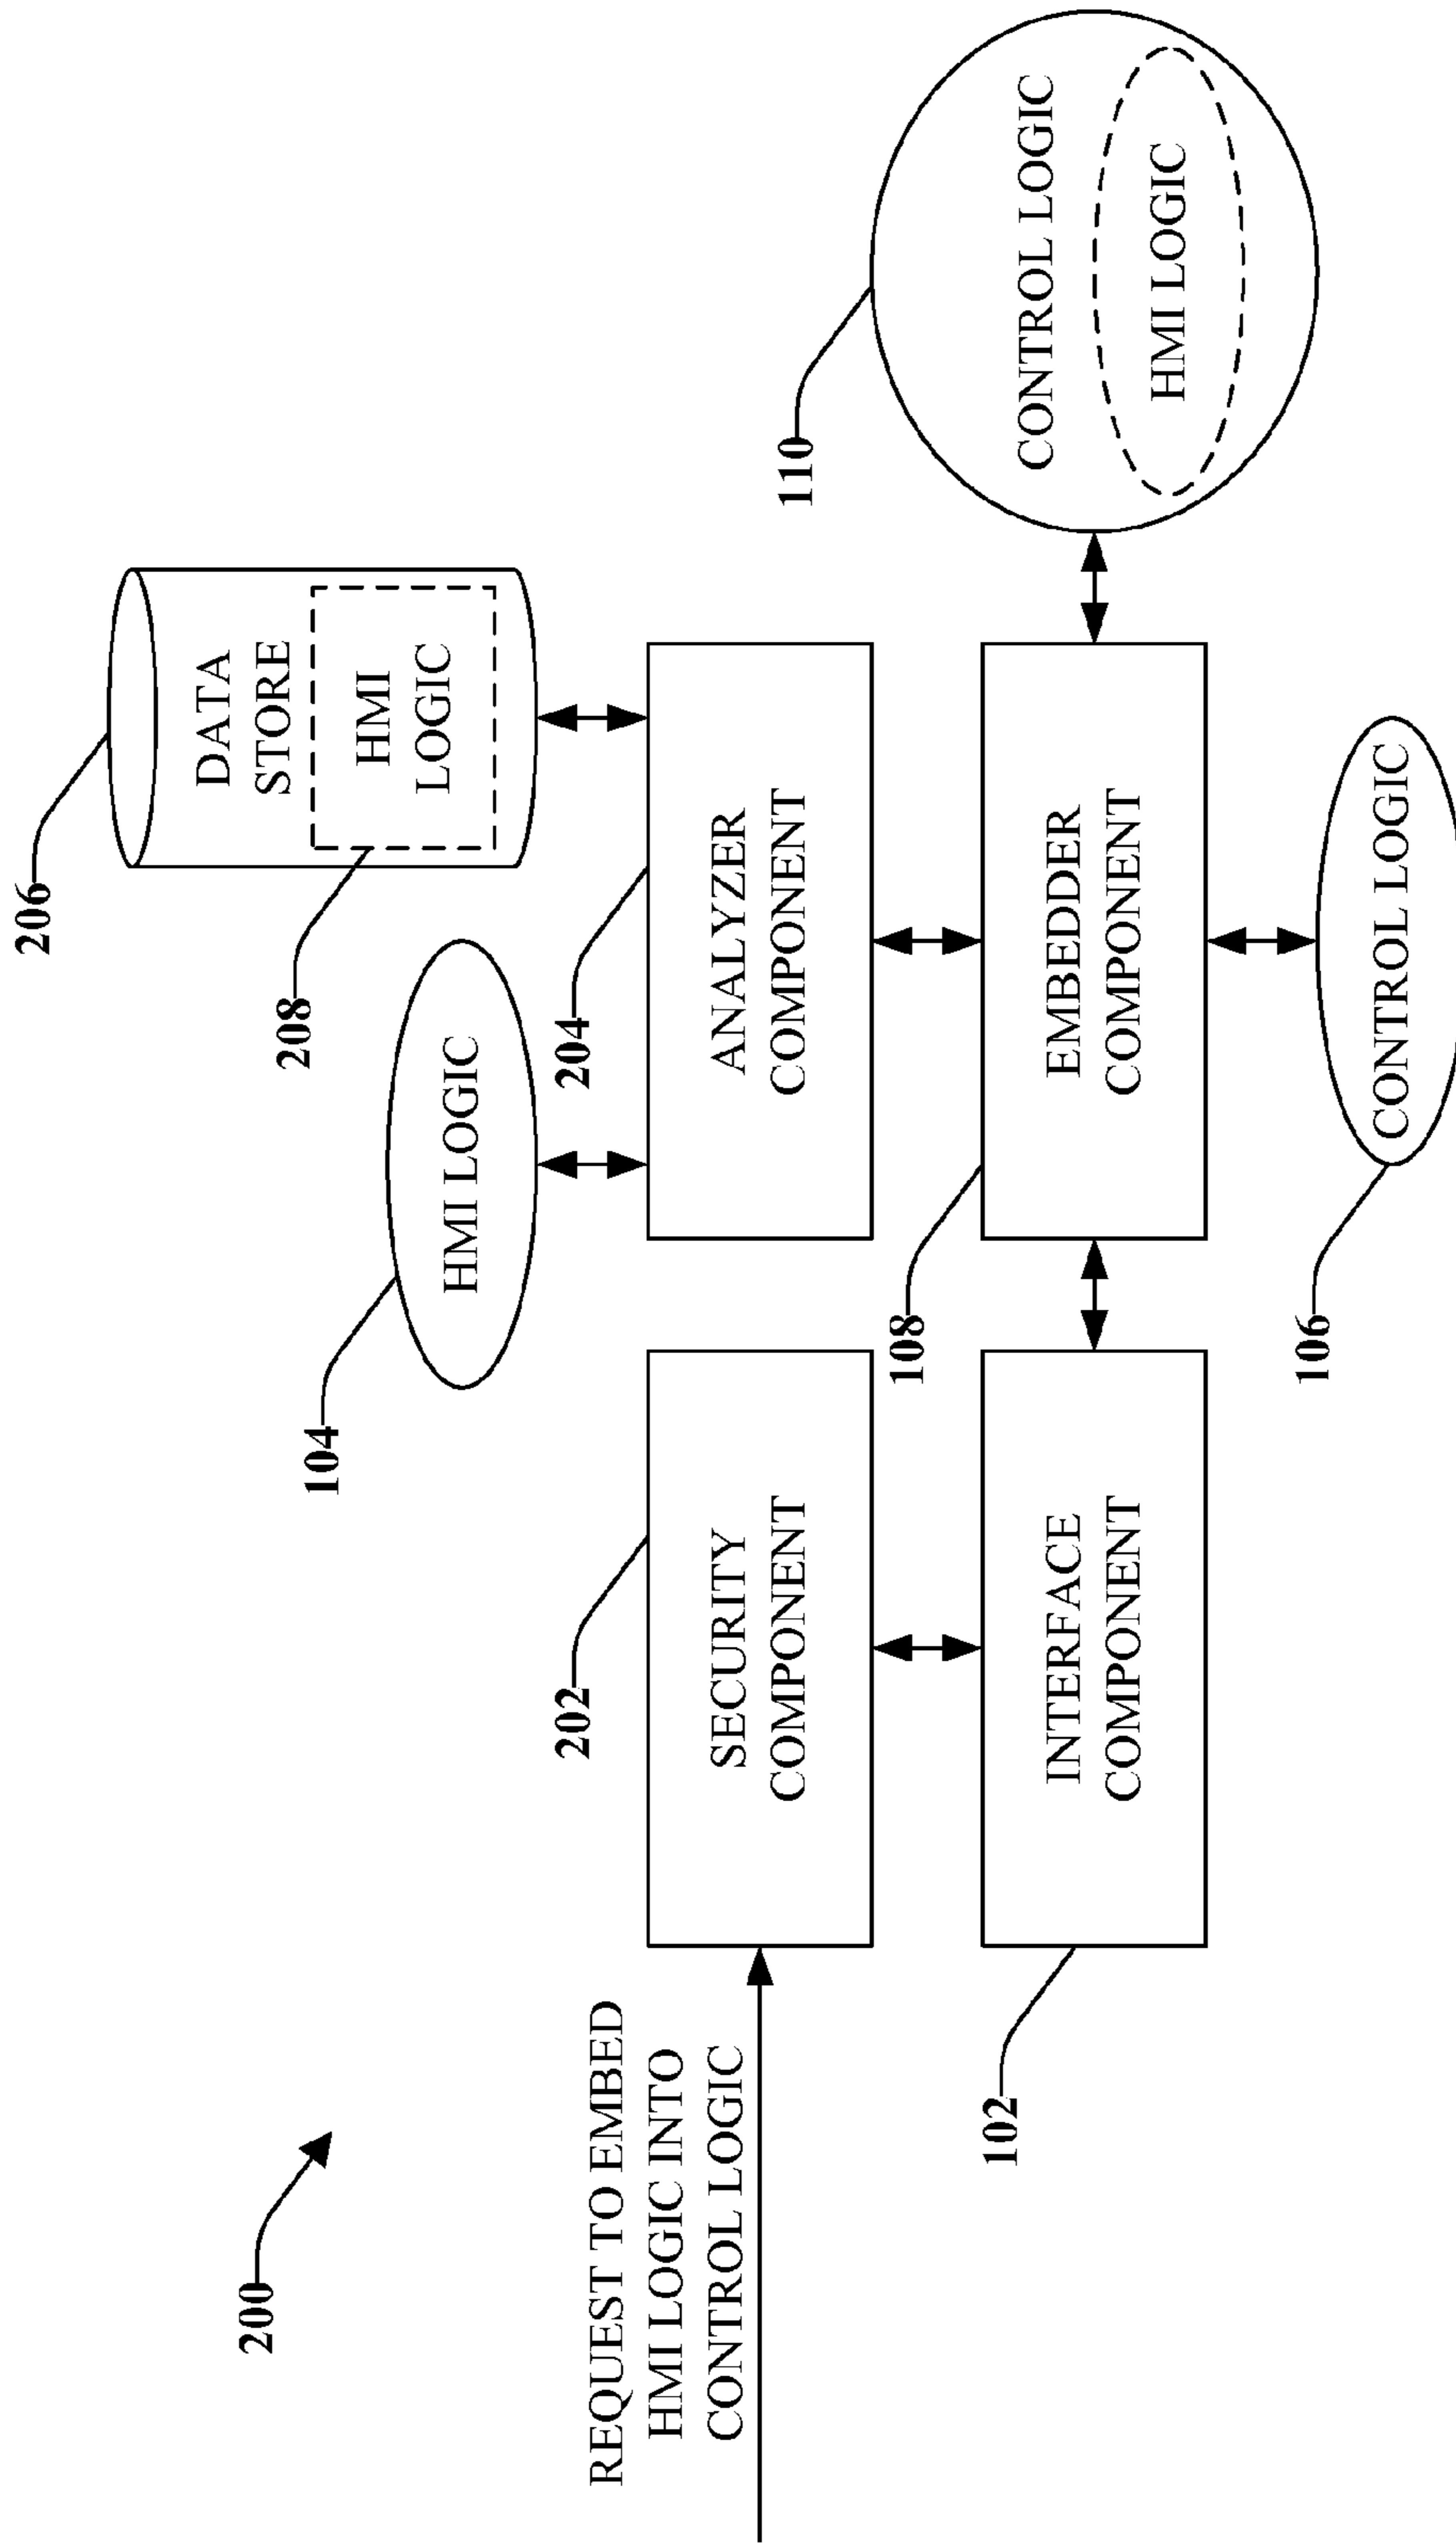 200
206
DATA
STORE
HMI
LOGIC
208
104
HMI LOGIC
110
CONTROL LOGIC
HMI LOGIC
REQUEST TO EMBED
HMI LOGIC INTO
CONTROL LOGIC
202
SECURITY
COMPONENT
204
ANALYZER
COMPONENT
102
INTERFACE
COMPONENT
108
EMBEDDER
COMPONENT
106
CONTROL LOGIC